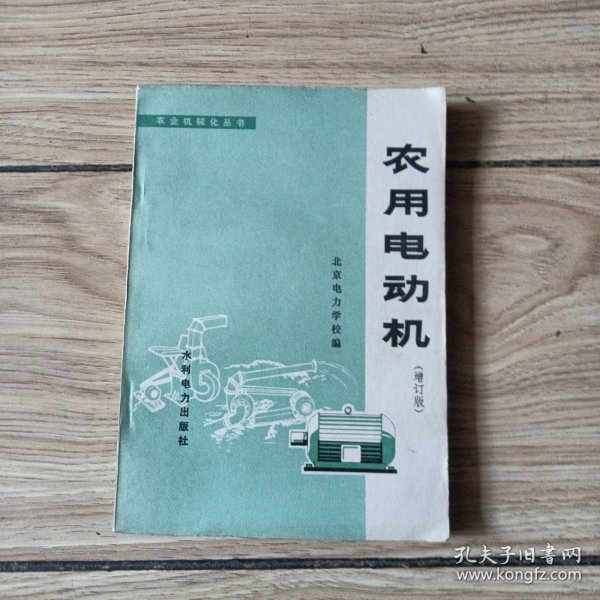 农业机械化丛书
农用电动机
（增订版）
北京电力学校编
水利电力出版社
孔夫子旧书网
www.kongfz.com